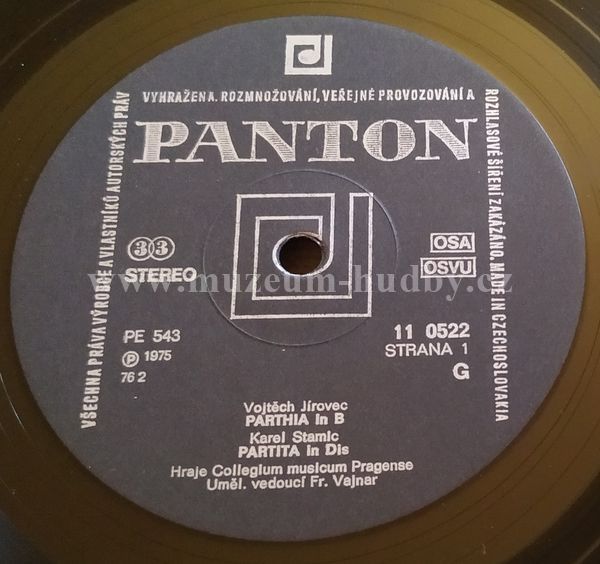 VŠECHNA PRÁVA VÝROBCE A VLASTNÍKŮ AUTORSKÝCH PRÁV
VYHRAŽENA. ROZMNOŽOVÁNÍ, VEŘEJNÉ PROVOZOVÁNÍ A
ROZHLASOVÉ ŠÍŘENÍ ZAKÁZÁNO. MADE IN CZECHOSLOVAKIA
PANTON
33
STEREO
OSA
OSVU
www.muzeum-hudby.cz
PE 543
℗ 1975
76 2
11 0522
STRANA 1
G
Vojtěch Jírovec
PARTHIA in B
Karel Stamic
PARTITA in Dis
Hraje Collegium musicum Pragense
Uměl. vedoucí Fr. Vajnar